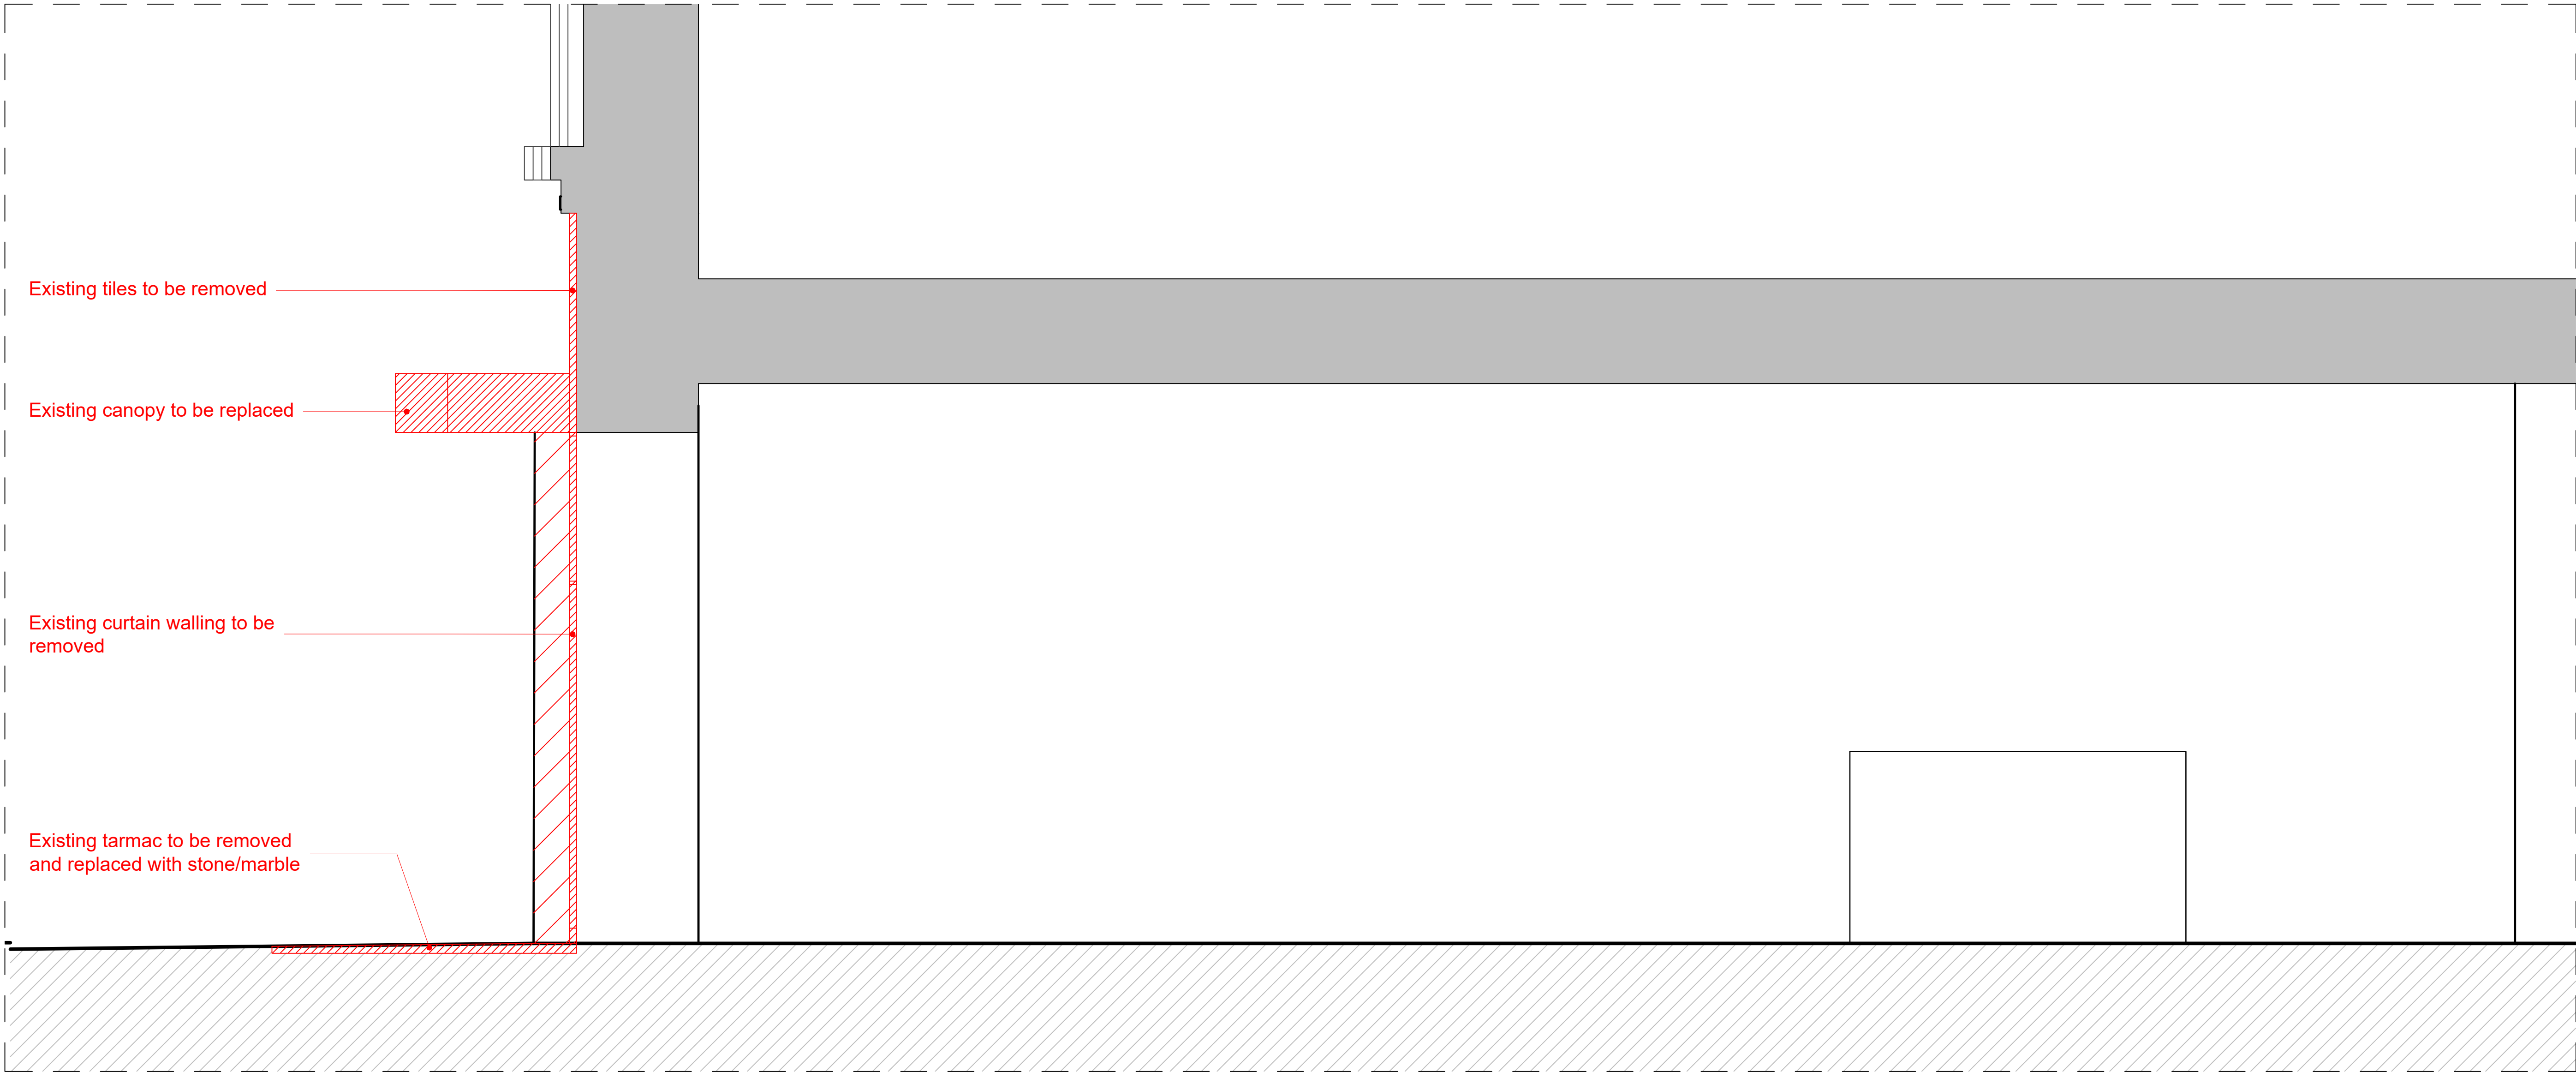 Existing tiles to be removed
Existing canopy to be replaced
Existing curtain walling to be
removed
Existing tarmac to be removed
and replaced with stone/marble